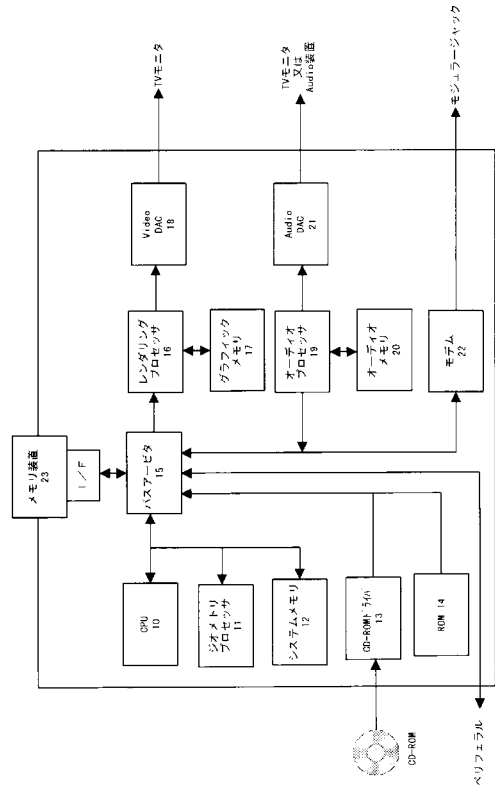 メモリ装置
23
I/F
CPU
10
ジオメトリ
プロセッサ
11
システムメモリ
12
CD-ROMドライバ
13
ROM 14
バスアービタ
15
レンダリング
プロセッサ
16
グラフィック
メモリ
17
Video
DAC
18
TVモニタ
オーディオ
プロセッサ
19
オーディオ
メモリ
20
Audio
DAC
21
TVモニタ
又は
Audio装置
モデム
22
モジュラージャック
CD-ROM
ペリフェラル